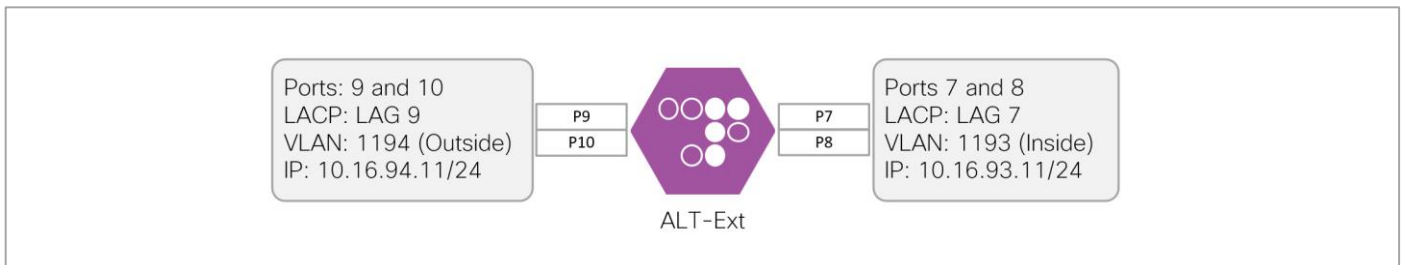 Ports: 9 and 10
LACP: LAG 9
VLAN: 1194 (Outside)
IP: 10.16.94.11/24
P9
P10
P7
P8
Ports 7 and 8
LACP: LAG 7
VLAN: 1193 (Inside)
IP: 10.16.93.11/24
ALT-Ext